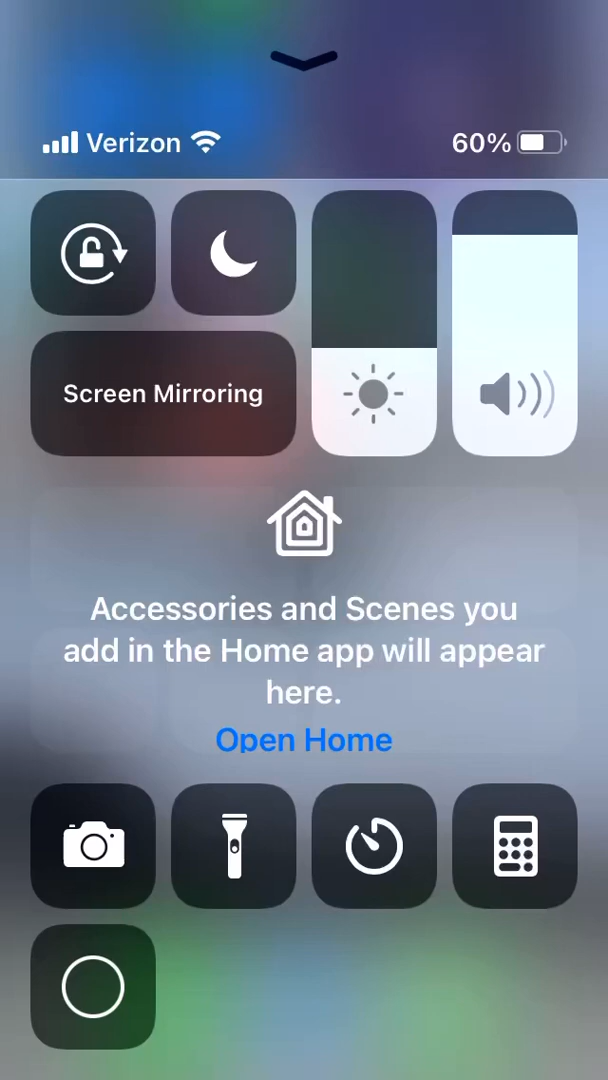 Verizon 60%
Screen Mirroring
Accessories and Scenes you
add in the Home app will appear
here.
Open Home